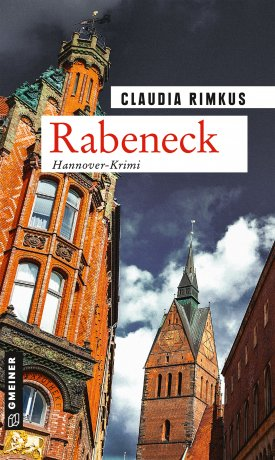 CLAUDIA RIMKUS
Rabeneck
Hannover-Krimi
GMEINER